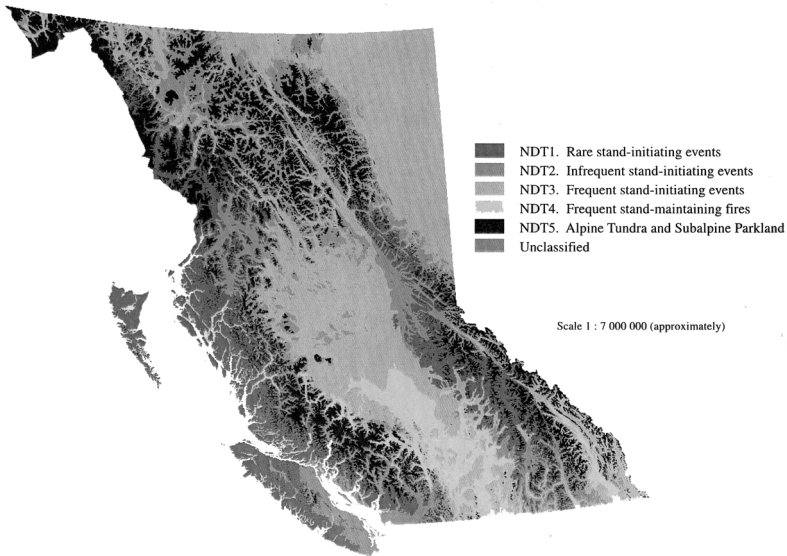 NDT1. Rare stand-initiating events
NDT2. Infrequent stand-initiating events
NDT3. Frequent stand-initiating events
NDT4. Frequent stand-maintaining fires
NDT5. Alpine Tundra and Subalpine Parkland
Unclassified
Scale 1 : 7 000 000 (approximately)